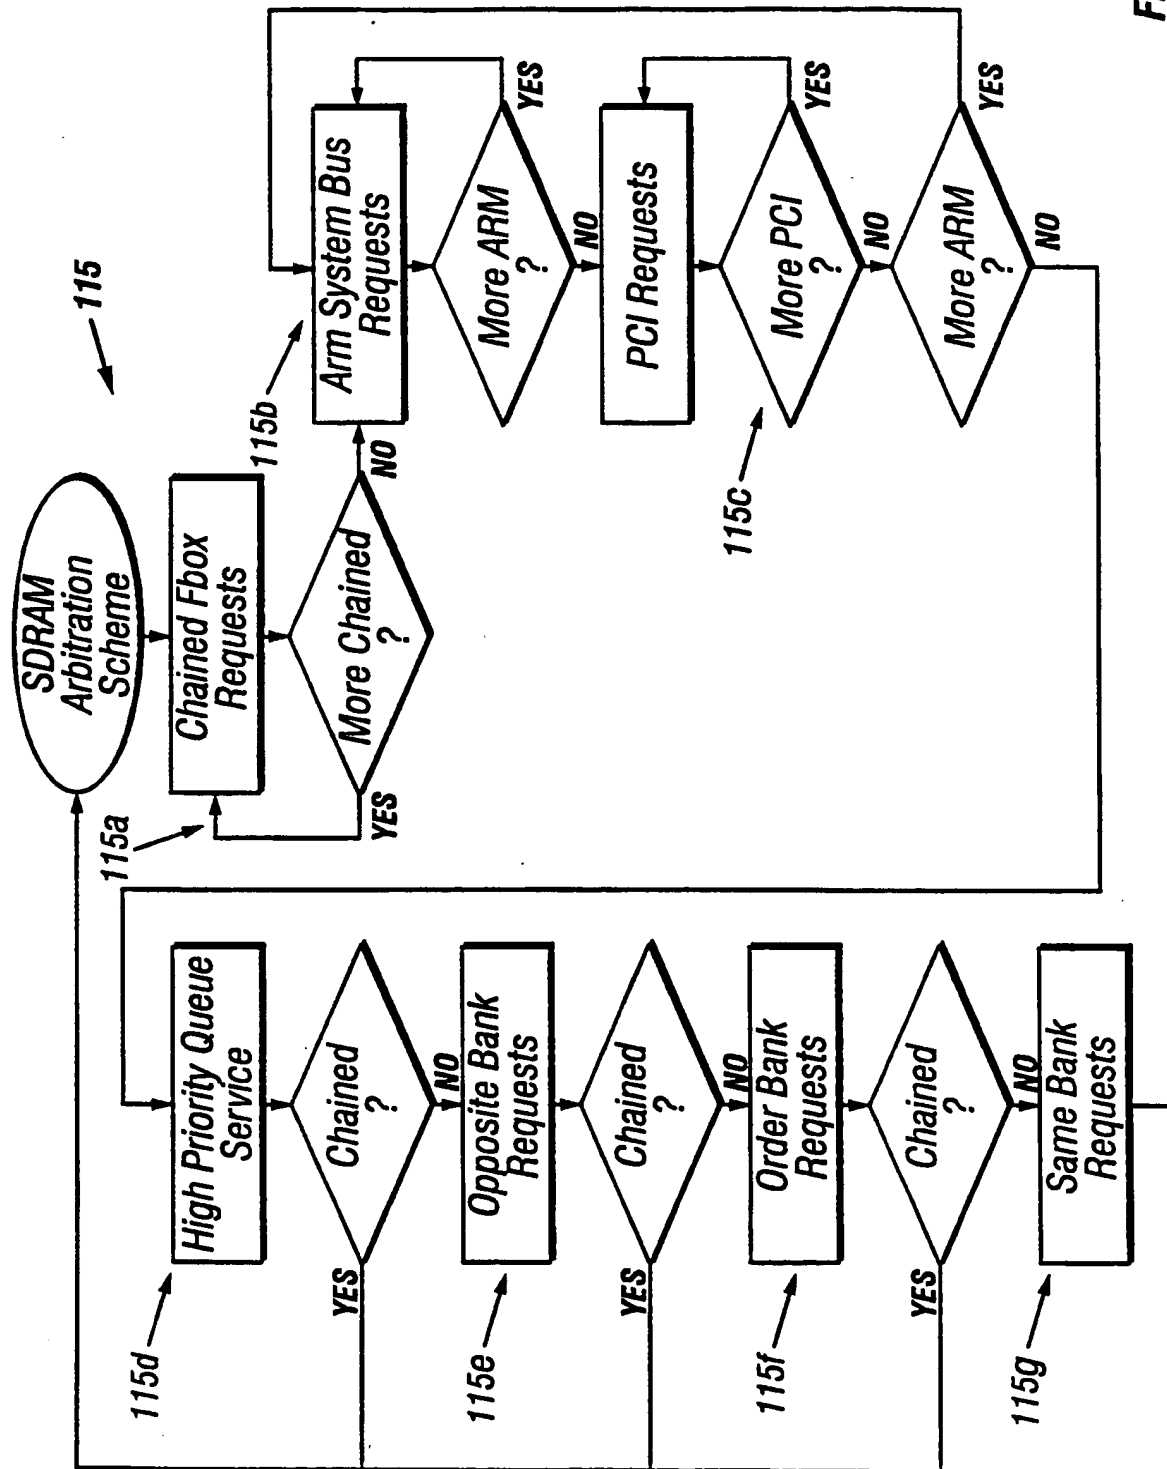 SDRAM
Arbitration
Scheme
115
Chained Fbox
Requests
115a
More Chained
?
YES
NO
Arm System Bus
Requests
115b
More ARM
?
YES
NO
PCI Requests
More PCI
?
115c
YES
NO
More ARM
?
YES
NO
High Priority Queue
Service
115d
Chained
?
YES
NO
Opposite Bank
Requests
115e
Chained
?
YES
NO
Order Bank
Requests
115f
Chained
?
YES
NO
Same Bank
Requests
115g